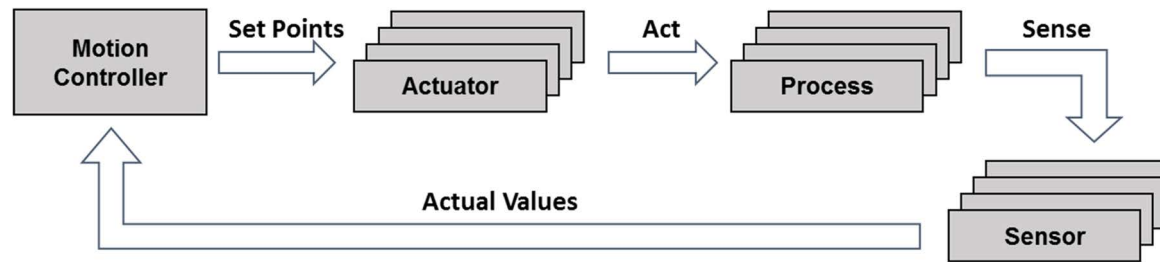 Motion
Controller
Set Points
Actuator
Act
Process
Sense
Sensor
Actual Values